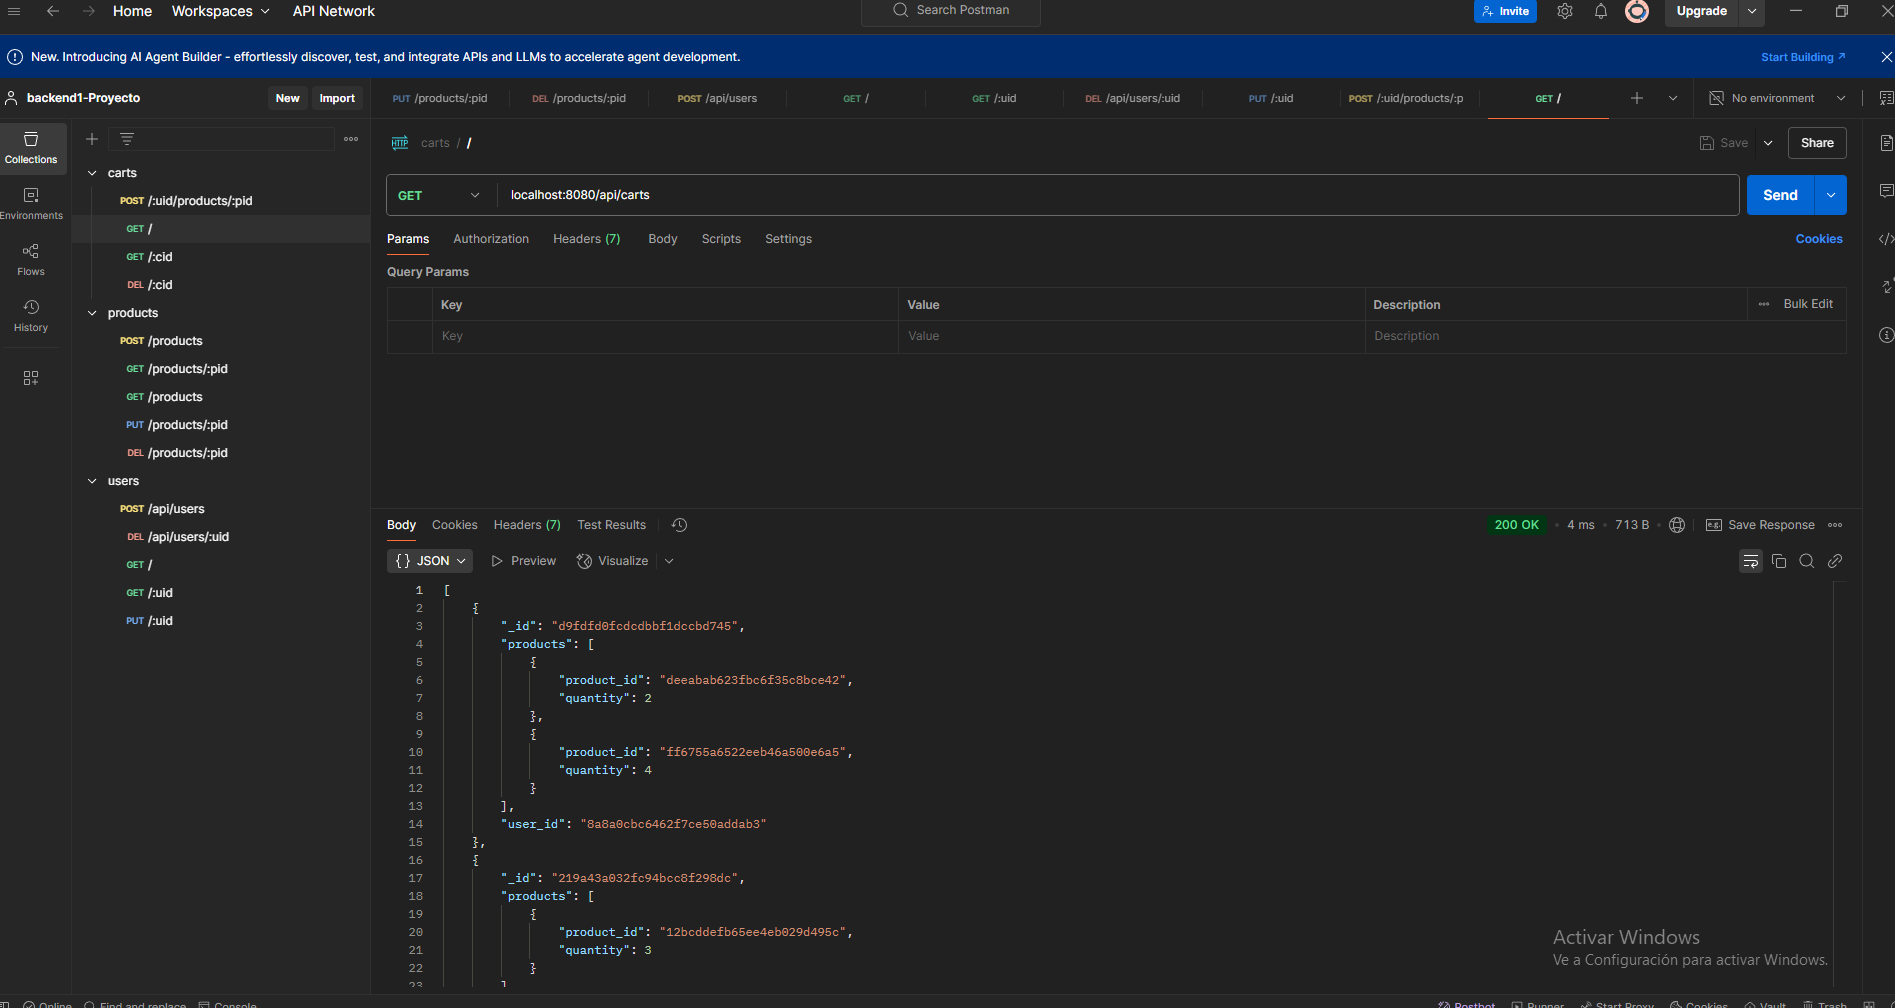 Home Workspaces API Network Search Postman Invite Upgrade
New. Introducing AI Agent Builder - effortlessly discover, test, and integrate APIs and LLMs to accelerate agent development. Start Building ↗
backend1-Proyecto New Import PUT /products/:pid DEL /products/:pid POST /api/users GET / GET /:uid DEL /api/users/:uid PUT /:uid POST /:uid/products/:p GET / No environment
Collections
Environments
Flows
History
carts
POST /:uid/products/:pid
GET /
GET /:cid
DEL /:cid
products
POST /products
GET /products/:pid
GET /products
PUT /products/:pid
DEL /products/:pid
users
POST /api/users
DEL /api/users/:uid
GET /
GET /:uid
PUT /:uid
HTTP carts / / Save Share
GET localhost:8080/api/carts Send
Params Authorization Headers (7) Body Scripts Settings Cookies
Query Params
Key Value Description Bulk Edit
Key Value Description
Body Cookies Headers (7) Test Results 200 OK • 4 ms • 713 B • e.g. Save Response
{} JSON Preview Visualize
1 [
2 {
3 "_id": "d9fdfd0fcdcdbbf1dccbd745",
4 "products": [
5 {
6 "product_id": "deeabab623fbc6f35c8bce42",
7 "quantity": 2
8 },
9 {
10 "product_id": "ff6755a6522eeb46a500e6a5",
11 "quantity": 4
12 }
13 ],
14 "user_id": "8a8a0cbc6462f7ce50addab3"
15 },
16 {
17 "_id": "219a43a032fc94bcc8f298dc",
18 "products": [
19 {
20 "product_id": "12bcddefb65ee4eb029d495c",
21 "quantity": 3
22 }
23 ]
Activar Windows
Ve a Configuración para activar Windows.
Online Find and replace Console Postbot Runner Start Proxy Cookies Vault Trash